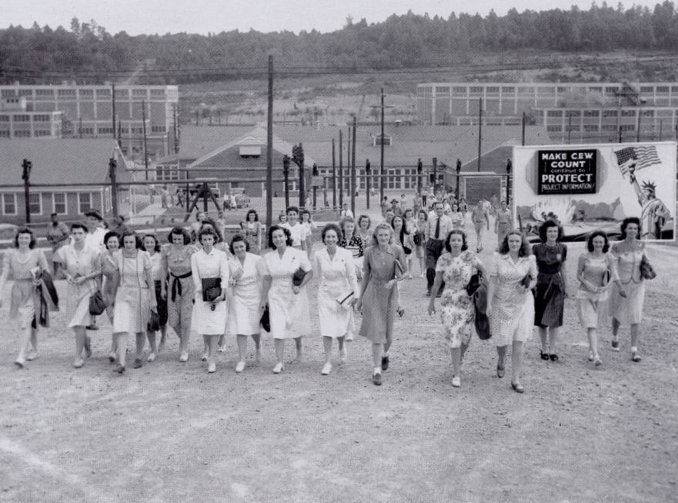 MAKE CEW
COUNT
continue to
PROTECT
PROJECT INFORMATION